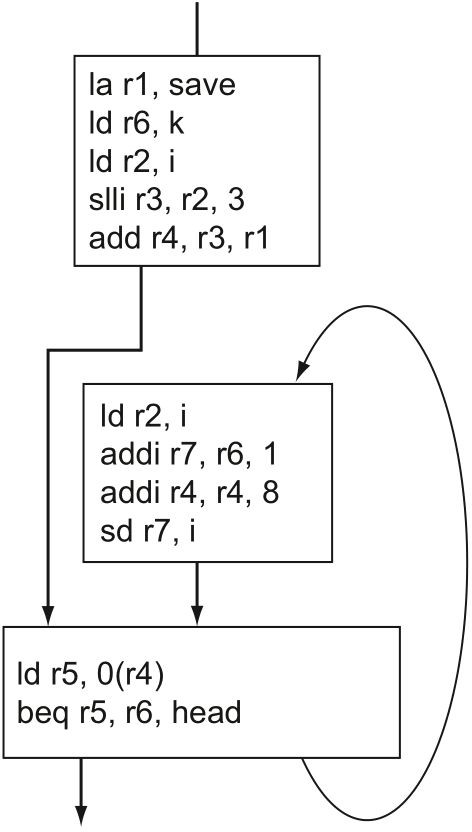 la r1, save
ld r6, k
ld r2, i
slli r3, r2, 3
add r4, r3, r1
ld r2, i
addi r7, r6, 1
addi r4, r4, 8
sd r7, i
ld r5, 0(r4)
beq r5, r6, head